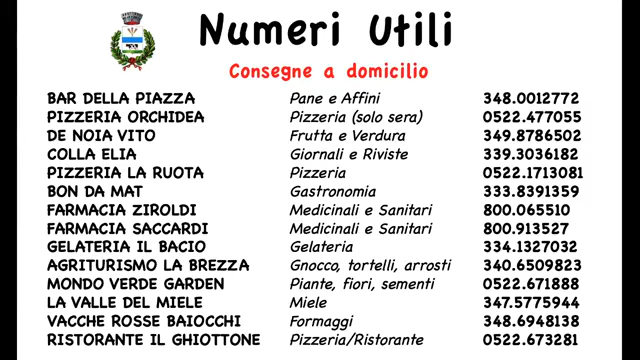 Numeri Utili
Consegne a domicilio
BAR DELLA PIAZZA Pane e Affini 348.0012772
PIZZERIA ORCHIDEA Pizzeria (solo sera) 0522.477055
DE NOIA VITO Frutta e Verdura 349.8786502
COLLA ELIA Giornali e Riviste 339.3036182
PIZZERIA LA RUOTA Pizzeria 0522.1713081
BON DA MAT Gastronomia 333.8391359
FARMACIA ZIROLDI Medicinali e Sanitari 800.065510
FARMACIA SACCARDI Medicinali e Sanitari 800.913527
GELATERIA IL BACIO Gelateria 334.1327032
AGRITURISMO LA BREZZA Gnocco, tortelli, arrosti 340.6509823
MONDO VERDE GARDEN Piante, fiori, sementi 0522.671888
LA VALLE DEL MIELE Miele 347.5775944
VACCHE ROSSE BAIOCCHI Formaggi 348.6948138
RISTORANTE IL GHIOTTONE Pizzeria/Ristorante 0522.673281